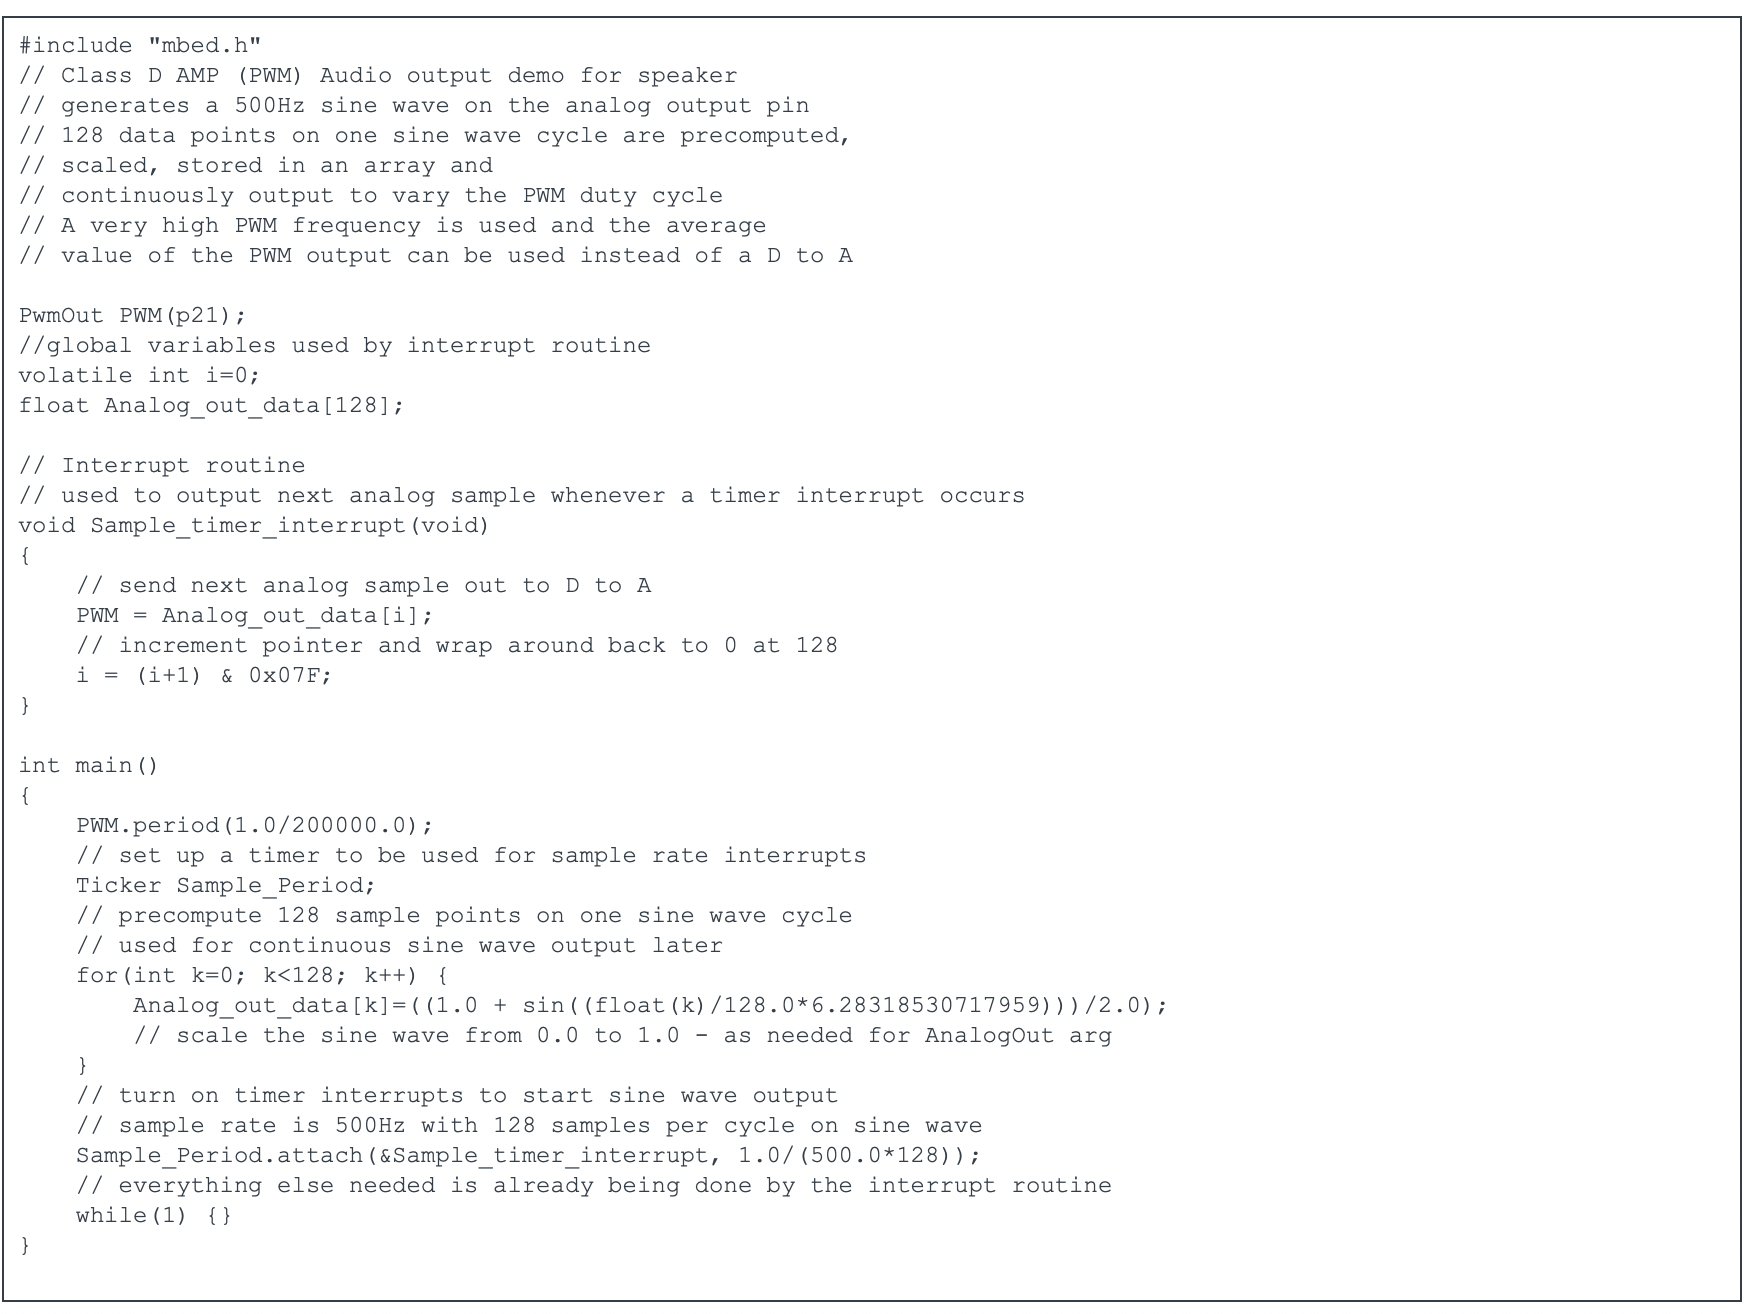 #include "mbed.h"
// Class D AMP (PWM) Audio output demo for speaker
// generates a 500Hz sine wave on the analog output pin
// 128 data points on one sine wave cycle are precomputed,
// scaled, stored in an array and
// continuously output to vary the PWM duty cycle
// A very high PWM frequency is used and the average
// value of the PWM output can be used instead of a D to A

PwmOut PWM(p21);
//global variables used by interrupt routine
volatile int i=0;
float Analog_out_data[128];

// Interrupt routine
// used to output next analog sample whenever a timer interrupt occurs
void Sample_timer_interrupt(void)
{
    // send next analog sample out to D to A
    PWM = Analog_out_data[i];
    // increment pointer and wrap around back to 0 at 128
    i = (i+1) & 0x07F;
}

int main()
{
    PWM.period(1.0/200000.0);
    // set up a timer to be used for sample rate interrupts
    Ticker Sample_Period;
    // precompute 128 sample points on one sine wave cycle
    // used for continuous sine wave output later
    for(int k=0; k<128; k++) {
        Analog_out_data[k]=((1.0 + sin((float(k)/128.0*6.28318530717959)))/2.0);
        // scale the sine wave from 0.0 to 1.0 - as needed for AnalogOut arg
    }
    // turn on timer interrupts to start sine wave output
    // sample rate is 500Hz with 128 samples per cycle on sine wave
    Sample_Period.attach(&Sample_timer_interrupt, 1.0/(500.0*128));
    // everything else needed is already being done by the interrupt routine
    while(1) {}
}